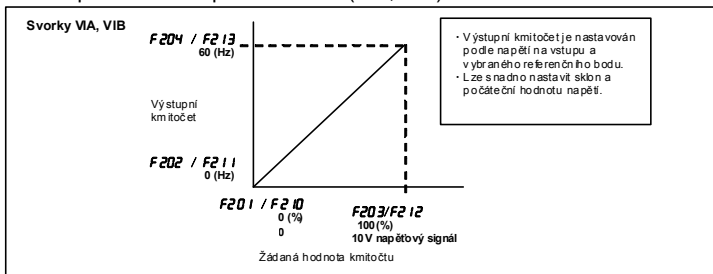 Svorky VIA, VIB
F204 / F213
60 (Hz)
Výstupní
kmitočet
F202 / F211
0 (Hz)
F201 / F210
0 (%)
0
F203/F212
100 (%)
10V napěťový signál
Žádaná hodnota kmitočtu
· Výstupní kmitočet je nastavován
podle napětí na vstupu a
vybraného referenčního bodu.
· Lze snadno nastavit sklon a
počáteční hodnotu napětí.